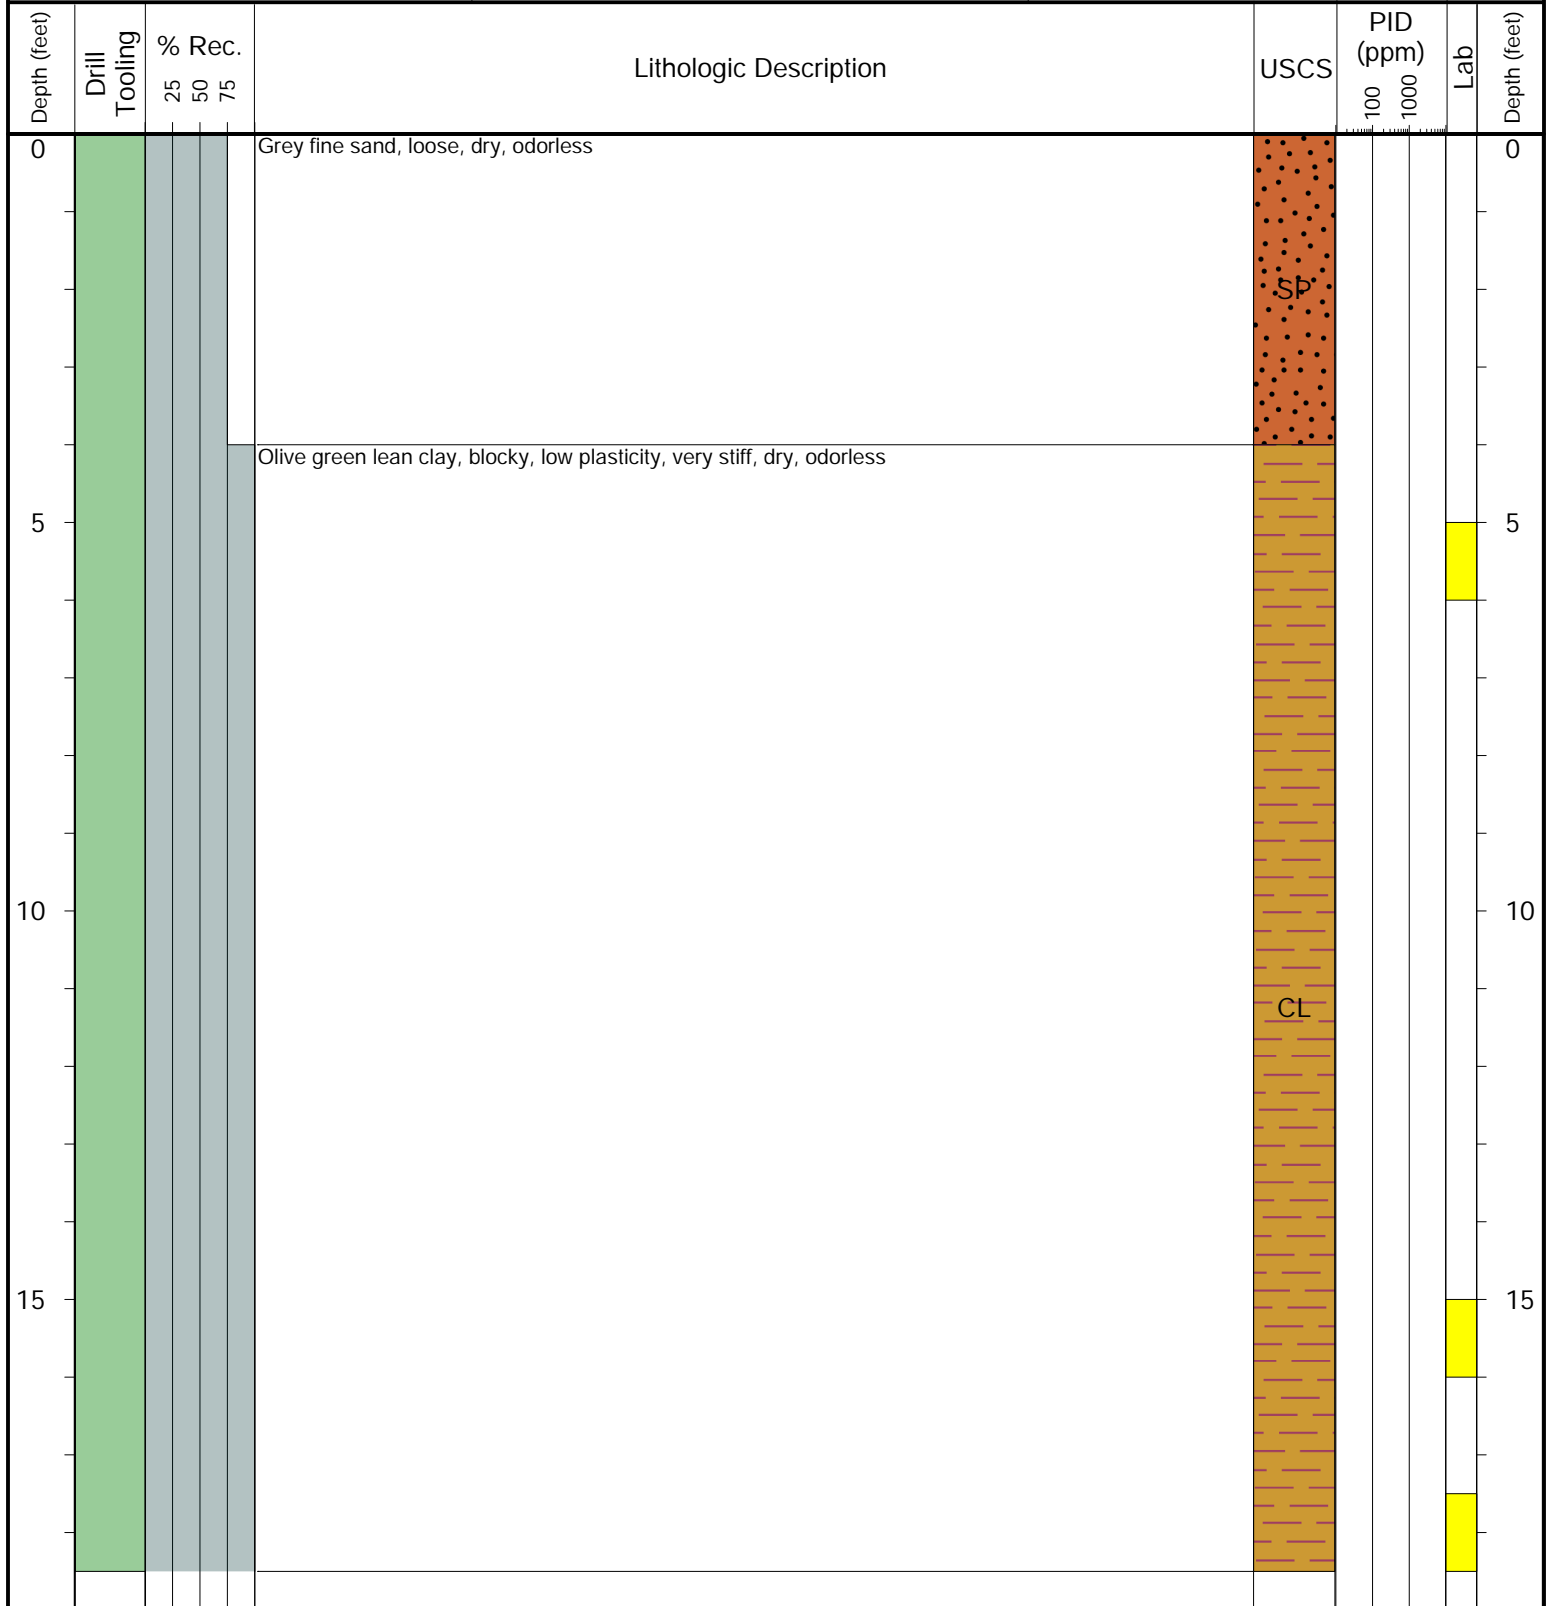 Depth (feet)
Drill
Tooling
% Rec.
25 50 75
Lithologic Description
USCS
PID
(ppm)
100 1000
Lab
Depth (feet)
0 Grey fine sand, loose, dry, odorless 0
SP
Olive green lean clay, blocky, low plasticity, very stiff, dry, odorless
5 5
10 10
CL
15 15